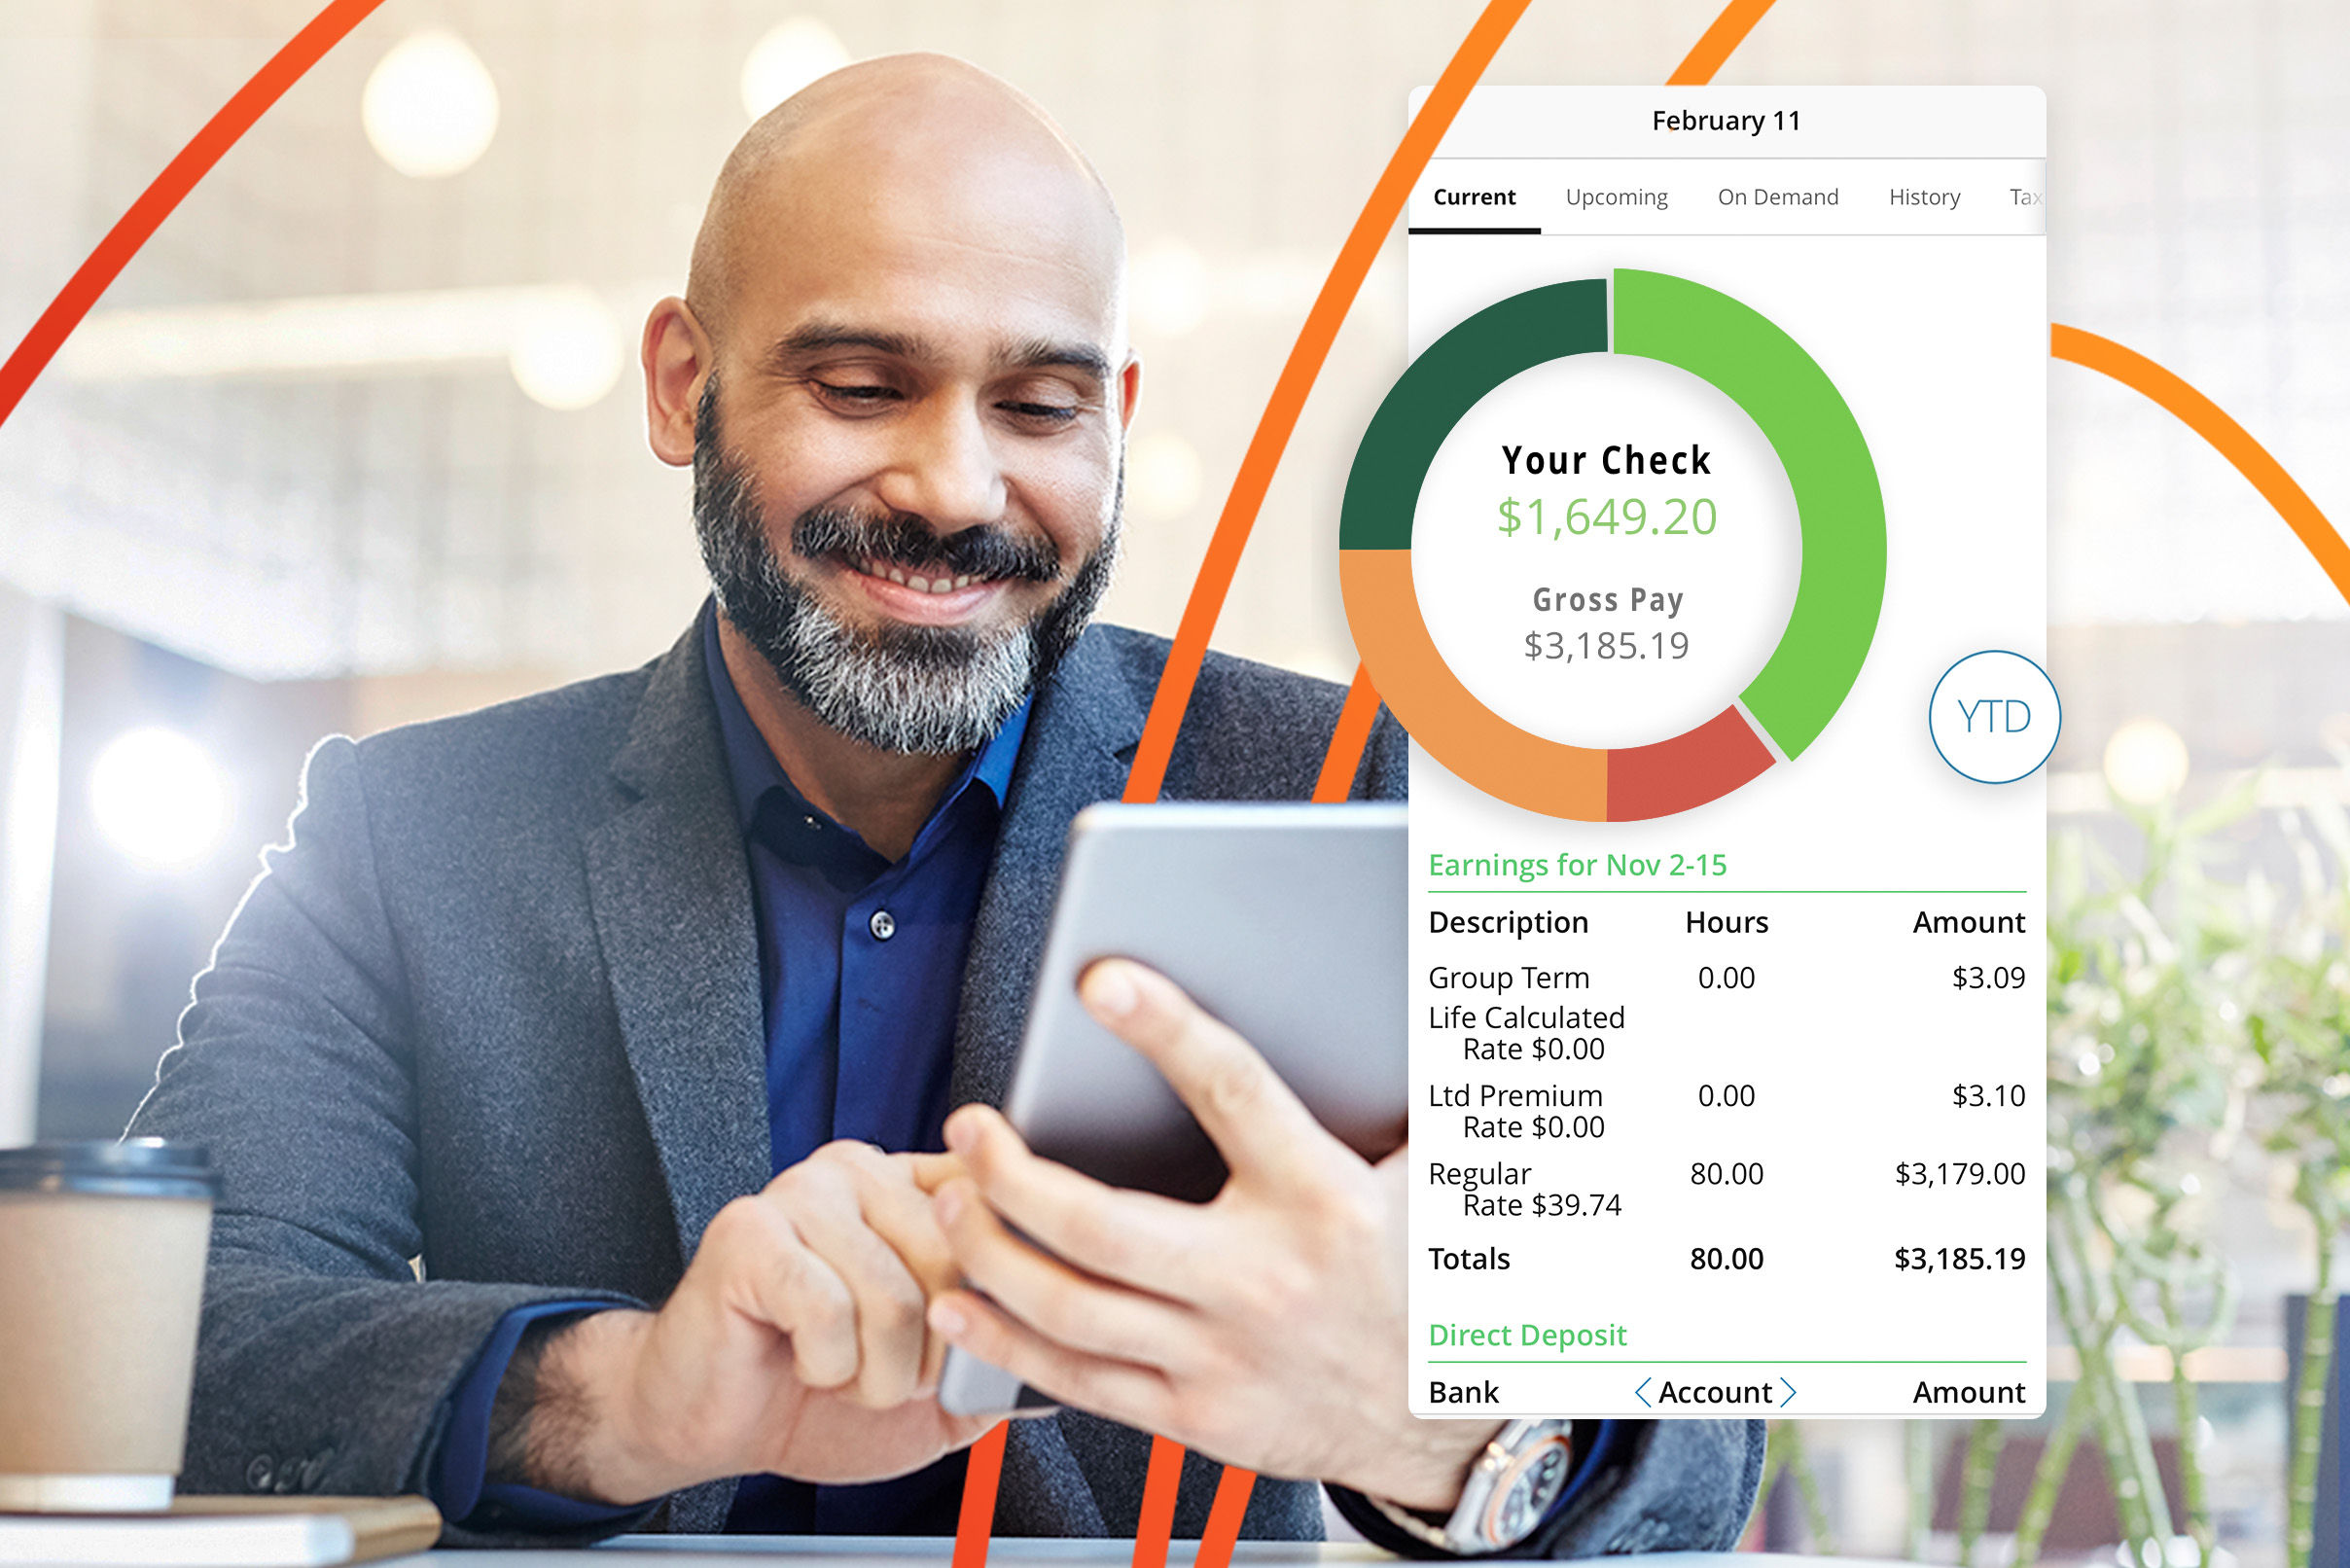 February 11
Current Upcoming On Demand History Tax
Your Check
$1,649.20
Gross Pay
$3,185.19
YTD
Earnings for Nov 2-15
Description Hours Amount
Group Term 0.00 $3.09
Life Calculated
Rate $0.00
Ltd Premium 0.00 $3.10
Rate $0.00
Regular 80.00 $3,179.00
Rate $39.74
Totals 80.00 $3,185.19
Direct Deposit
Bank < Account > Amount